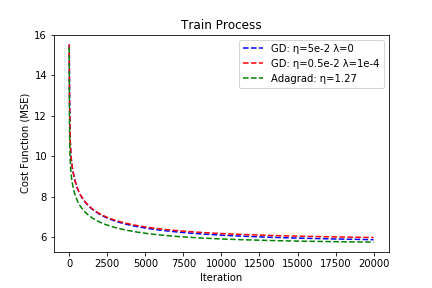 Train Process
Cost Function (MSE)
16
14
12
10
8
6
GD: η=5e-2 λ=0
GD: η=0.5e-2 λ=1e-4
Adagrad: η=1.27
0 2500 5000 7500 10000 12500 15000 17500 20000
Iteration